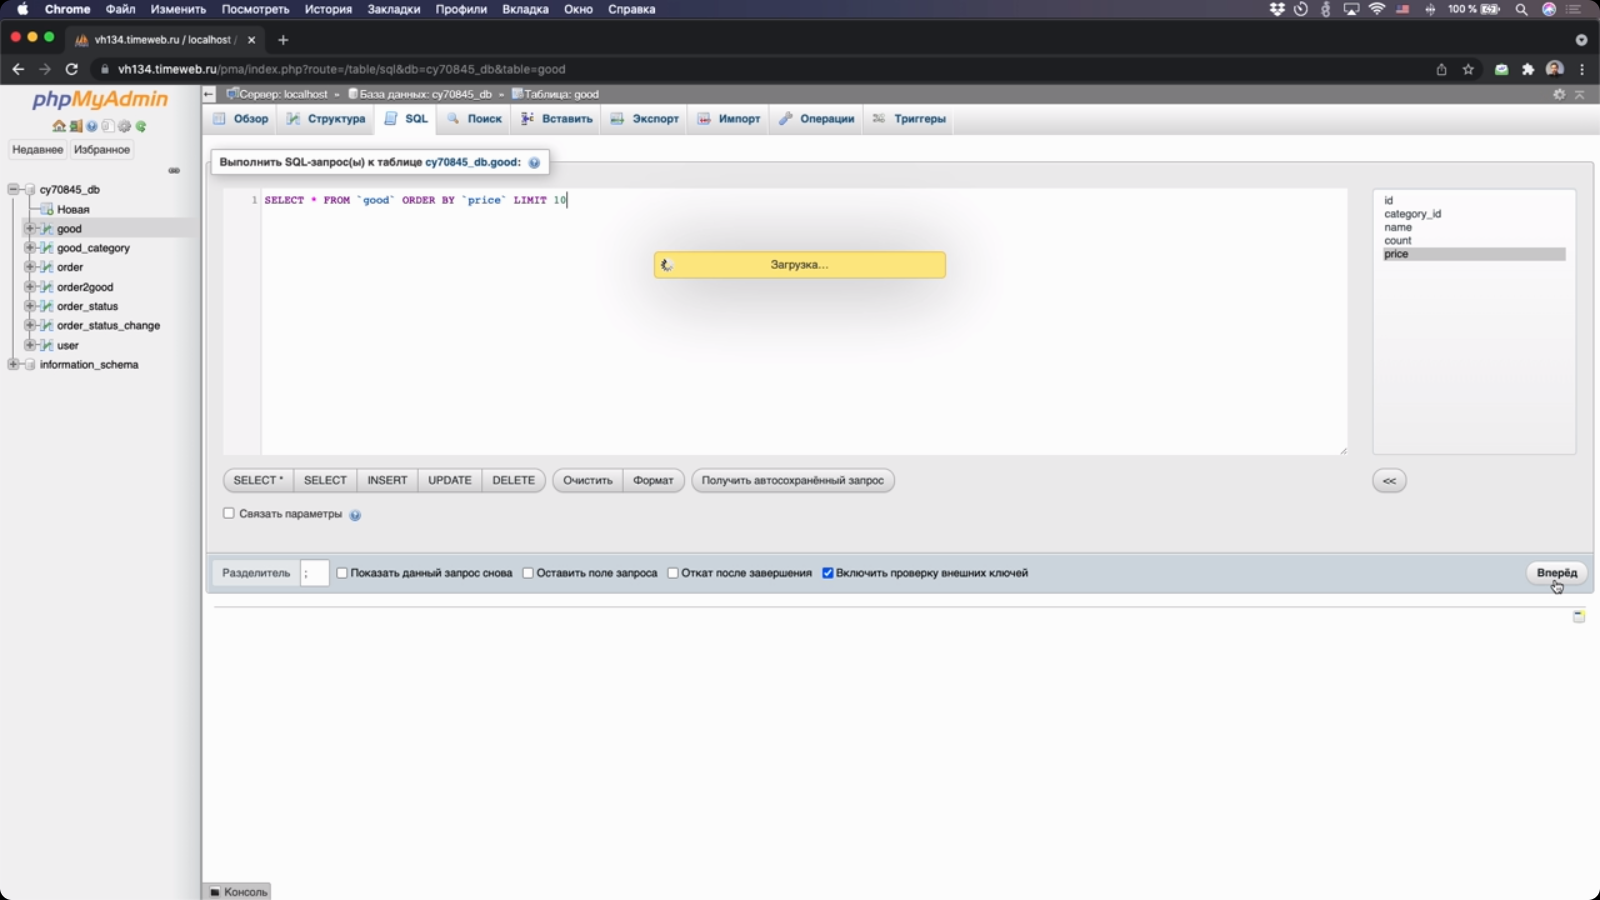 Chrome Файл Изменить Посмотреть История Закладки Профили Вкладка Окно Справка 100 %
vh134.timeweb.ru / localhost /
vh134.timeweb.ru/pma/index.php?route=/table/sql&db=cy70845_db&table=good
phpMyAdmin
Недавнее Избранное
cy70845_db
Новая
good
good_category
order
order2good
order_status
order_status_change
user
information_schema
Сервер: localhost » База данных: cy70845_db » Таблица: good
Обзор Структура SQL Поиск Вставить Экспорт Импорт Операции Триггеры
Выполнить SQL-запрос(ы) к таблице cy70845_db.good:
1 SELECT * FROM `good` ORDER BY `price` LIMIT 10
Загрузка...
id
category_id
name
count
price
SELECT * SELECT INSERT UPDATE DELETE Очистить Формат Получить автосохранённый запрос <<
Связать параметры
Разделитель ; Показать данный запрос снова Оставить поле запроса Откат после завершения Включить проверку внешних ключей Вперёд
Консоль